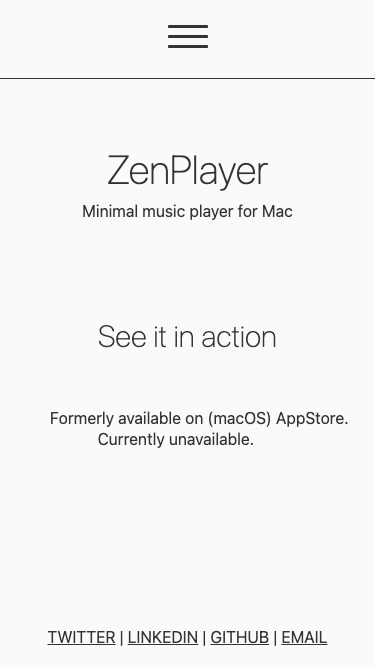 ZenPlayer
Minimal music player for Mac
See it in action
Formerly available on (macOS) AppStore.
Currently unavailable.
TWITTER | LINKEDIN | GITHUB | EMAIL